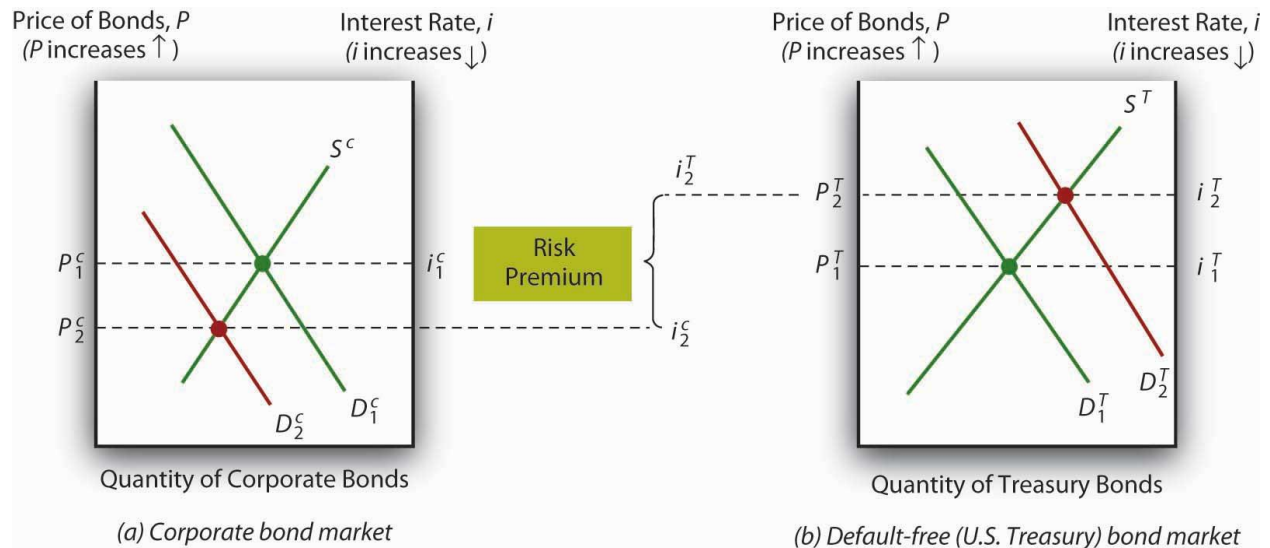 Price of Bonds, P
(P increases ↑)
Interest Rate, i
(i increases ↓)
S^c
P_1^c
i_1^c
P_2^c
D_2^c
D_1^c
Quantity of Corporate Bonds
(a) Corporate bond market
Risk
Premium
i_2^T
i_2^c
Price of Bonds, P
(P increases ↑)
Interest Rate, i
(i increases ↓)
S^T
P_2^T
i_2^T
P_1^T
i_1^T
D_2^T
D_1^T
Quantity of Treasury Bonds
(b) Default-free (U.S. Treasury) bond market